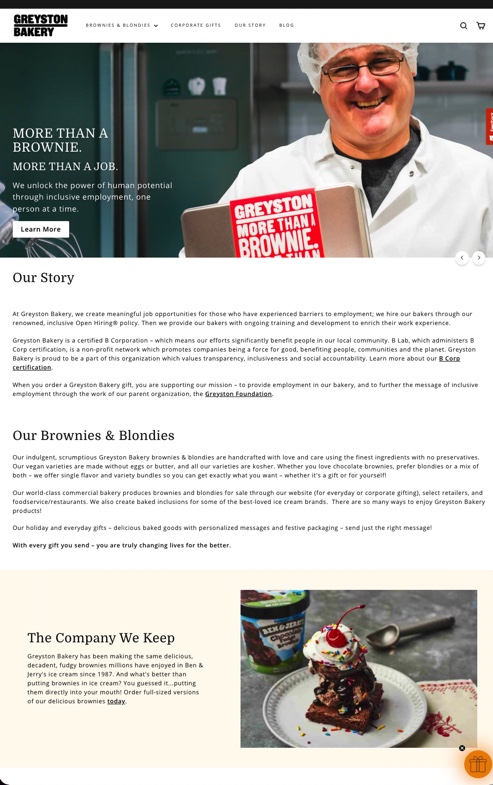 GREYSTON
BAKERY
BROWNIES & BLONDIES
CORPORATE GIFTS
OUR STORY
BLOG
MORE THAN A
BROWNIE.
MORE THAN A JOB.
We unlock the power of human potential
through inclusive employment, one
person at a time.
Learn More
GREYSTON
MORE THAN A
BROWNIE.
Our Story
At Greyston Bakery, we create meaningful job opportunities for those who have experienced barriers to employment; we hire our bakers through our
renowned, inclusive Open Hiring® policy. Then we provide our bakers with ongoing training and development to enrich their work experience.
Greyston Bakery is a certified B Corporation – which means our efforts significantly benefit people in our local community. B Lab, which administers B
Corp certification, is a non-profit network which promotes companies being a force for good, benefiting people, communities and the planet. Greyston
Bakery is proud to be a part of this organization which values transparency, inclusiveness and social accountability. Learn more about our B Corp
certification.
When you order a Greyston Bakery gift, you are supporting our mission – to provide employment in our bakery, and to further the message of inclusive
employment through the work of our parent organization, the Greyston Foundation.
Our Brownies & Blondies
Our indulgent, scrumptious Greyston Bakery brownies & blondies are handcrafted with love and care using the finest ingredients with no preservatives.
Our vegan varieties are made without eggs or butter, and all our varieties are kosher. Whether you love chocolate brownies, prefer blondies or a mix of
both – we offer single flavor and variety bundles so you can get exactly what you want – whether it's a gift or for yourself!
Our world-class commercial bakery produces brownies and blondies for sale through our website (for everyday or corporate gifting), select retailers, and
foodservice/restaurants. We also create baked inclusions for some of the best-loved ice cream brands. There are so many ways to enjoy Greyston Bakery
products!
Our holiday and everyday gifts – delicious baked goods with personalized messages and festive packaging – send just the right message!
With every gift you send – you are truly changing lives for the better.
The Company We Keep
Greyston Bakery has been making the same delicious,
decadent, fudgy brownies millions have enjoyed in Ben &
Jerry's ice cream since 1987. And what's better than
putting brownies in ice cream? You guessed it...putting
them directly into your mouth! Order full-sized versions
of our delicious brownies today.
BEN & JERRY'S